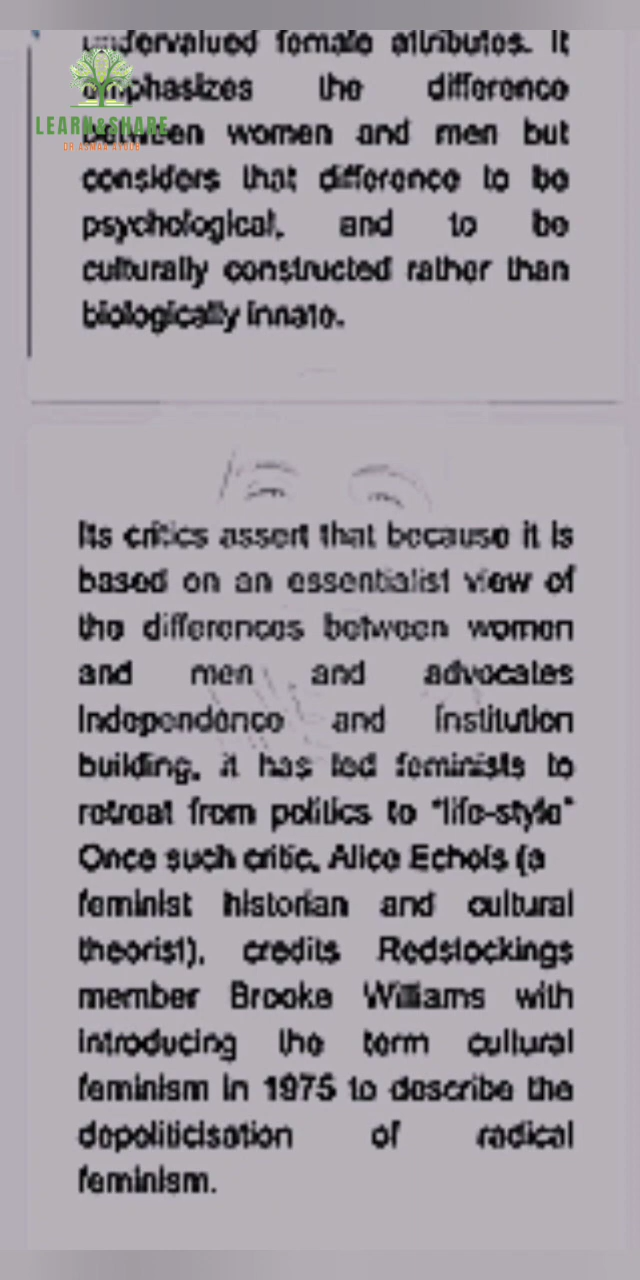 undervalued female attributes. It
emphasizes the difference
LEARN & SHARE
between women and men but
considers that difference to be
psychological, and to be
culturally constructed rather than
biologically innate.
Its critics assert that because it is
based on an essentialist view of
the differences between women
and men and advocates
independence and institution
building, it has led feminists to
retreat from politics to "life-style"
Once such critic, Alice Echols (a
feminist historian and cultural
theorist), credits Redstockings
member Brooke Williams with
introducing the term cultural
feminism in 1975 to describe the
depoliticisation of radical
feminism.